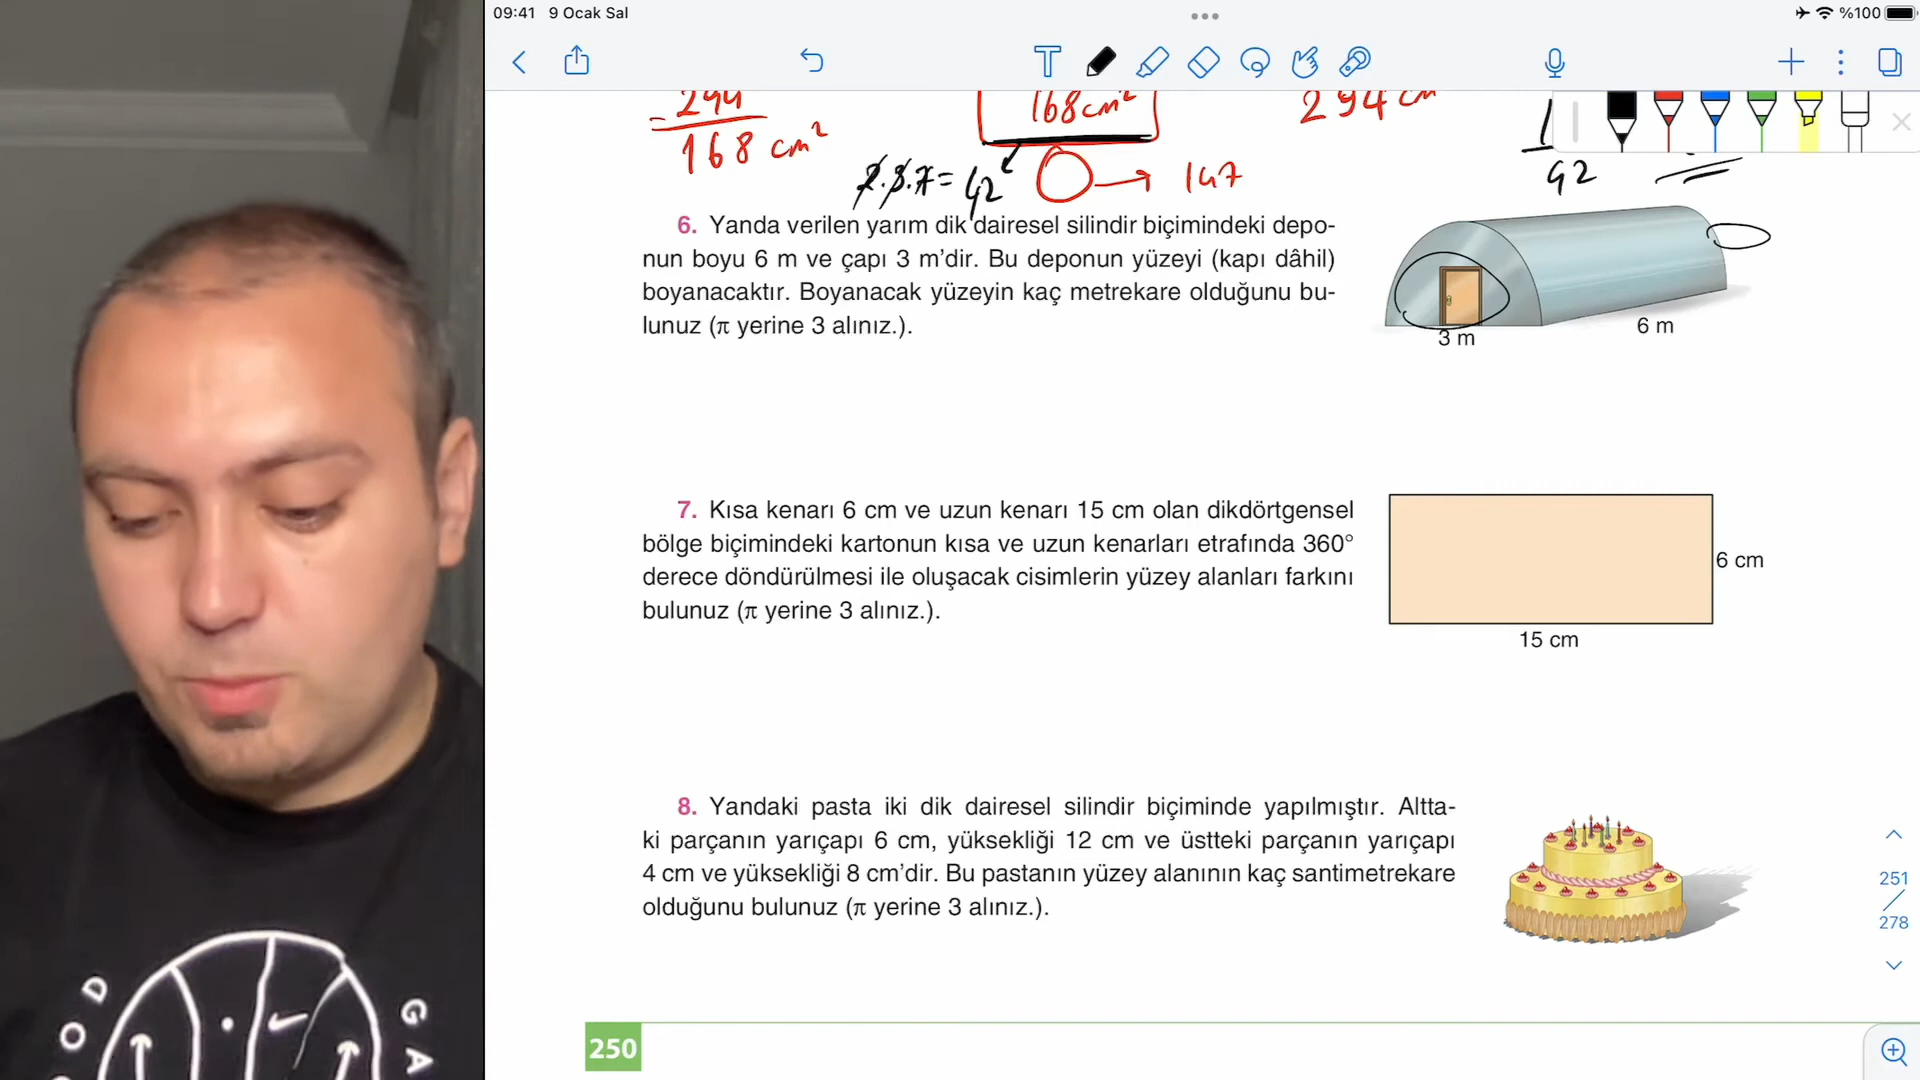 09:41 9 Ocak Sal
%100
168 cm²
294 cm
168 cm²
2.3.7=42
147
42
6. Yanda verilen yarım dik dairesel silindir biçimindeki depo-
nun boyu 6 m ve çapı 3 m'dir. Bu deponun yüzeyi (kapı dâhil)
boyanacaktır. Boyanacak yüzeyin kaç metrekare olduğunu bu-
lunuz (π yerine 3 alınız.).
3 m
6 m
7. Kısa kenarı 6 cm ve uzun kenarı 15 cm olan dikdörtgensel
bölge biçimindeki kartonun kısa ve uzun kenarları etrafında 360°
derece döndürülmesi ile oluşacak cisimlerin yüzey alanları farkını
bulunuz (π yerine 3 alınız.).
6 cm
15 cm
8. Yandaki pasta iki dik dairesel silindir biçiminde yapılmıştır. Altta-
ki parçanın yarıçapı 6 cm, yüksekliği 12 cm ve üstteki parçanın yarıçapı
4 cm ve yüksekliği 8 cm'dir. Bu pastanın yüzey alanının kaç santimetrekare
olduğunu bulunuz (π yerine 3 alınız.).
251
278
250